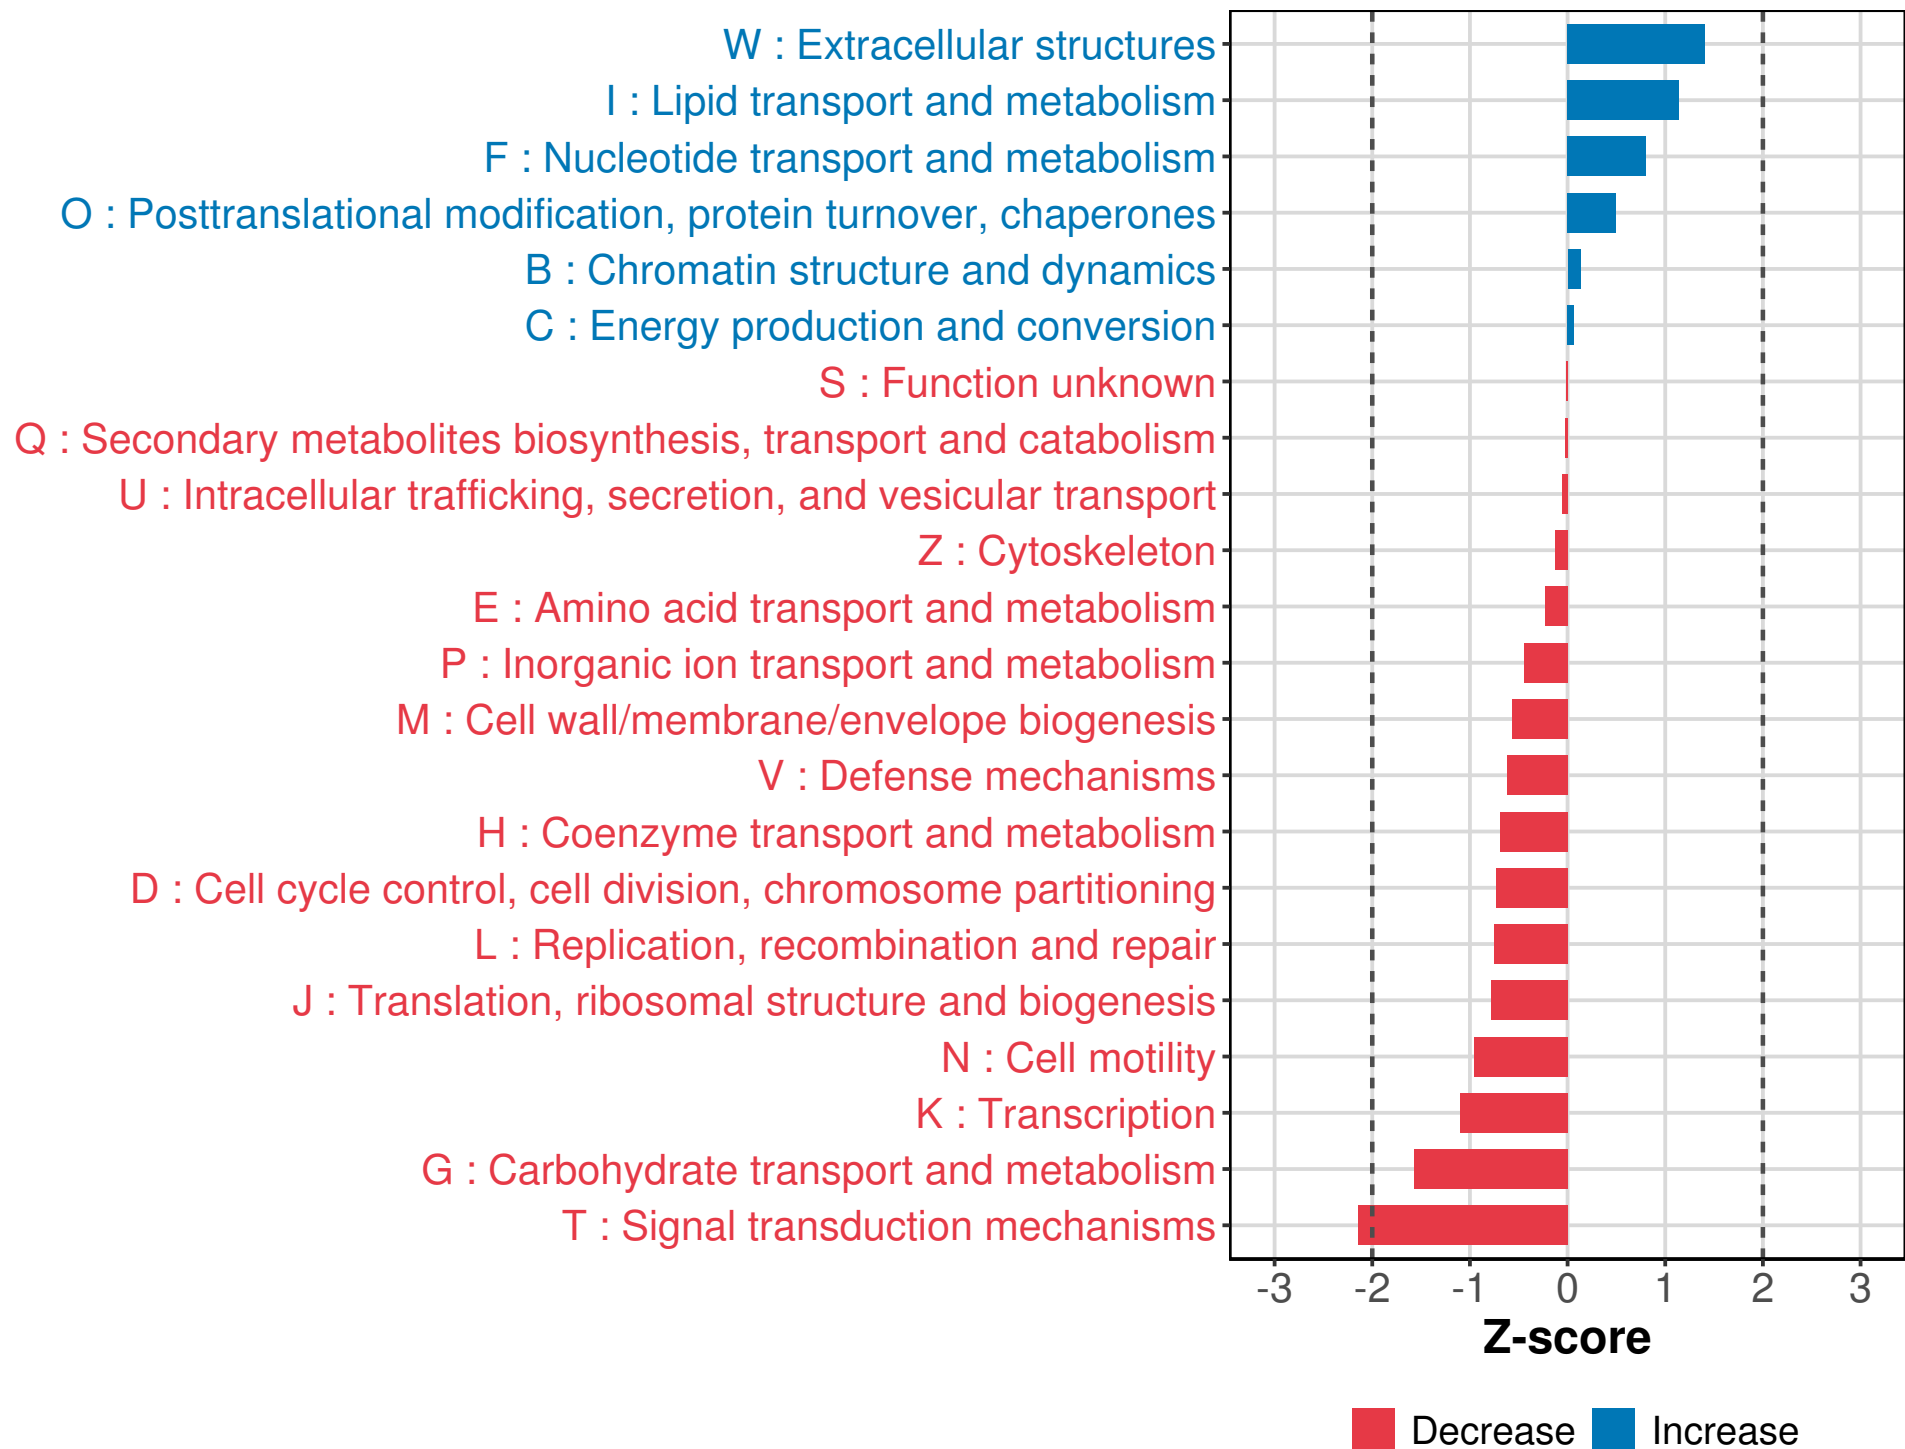 W : Extracellular structures
I : Lipid transport and metabolism
F : Nucleotide transport and metabolism
O : Posttranslational modification, protein turnover, chaperones
B : Chromatin structure and dynamics
C : Energy production and conversion
S : Function unknown
Q : Secondary metabolites biosynthesis, transport and catabolism
U : Intracellular trafficking, secretion, and vesicular transport
Z : Cytoskeleton
E : Amino acid transport and metabolism
P : Inorganic ion transport and metabolism
M : Cell wall/membrane/envelope biogenesis
V : Defense mechanisms
H : Coenzyme transport and metabolism
D : Cell cycle control, cell division, chromosome partitioning
L : Replication, recombination and repair
J : Translation, ribosomal structure and biogenesis
N : Cell motility
K : Transcription
G : Carbohydrate transport and metabolism
T : Signal transduction mechanisms
-3 -2 -1 0 1 2 3
Z-score
Decrease Increase